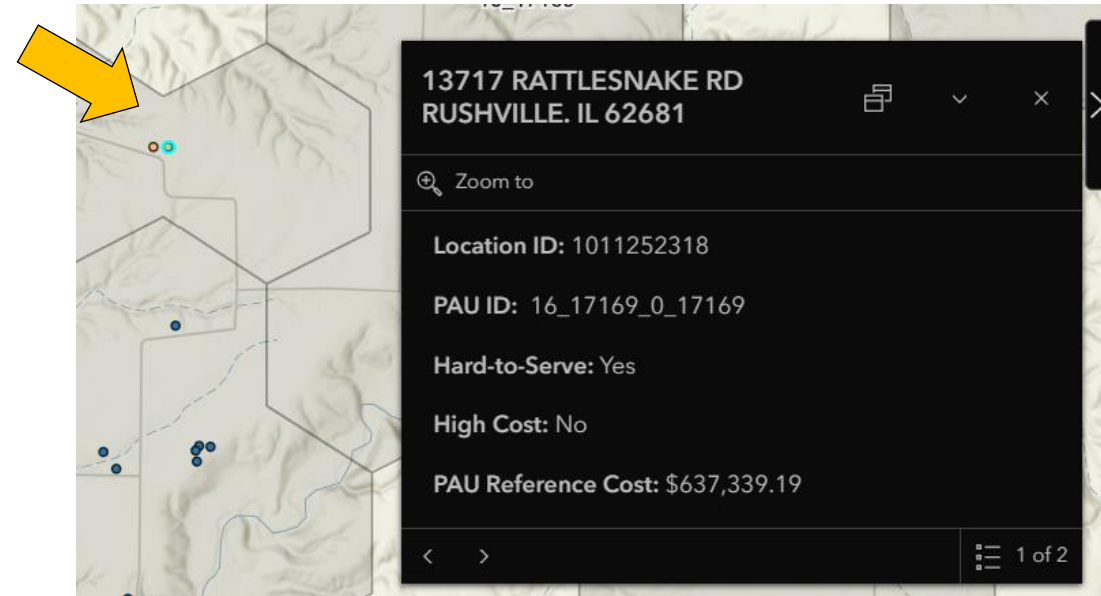 13717 RATTLESNAKE RD
RUSHVILLE. IL 62681
Zoom to
Location ID: 1011252318
PAU ID: 16_17169_0_17169
Hard-to-Serve: Yes
High Cost: No
PAU Reference Cost: $637,339.19
1 of 2